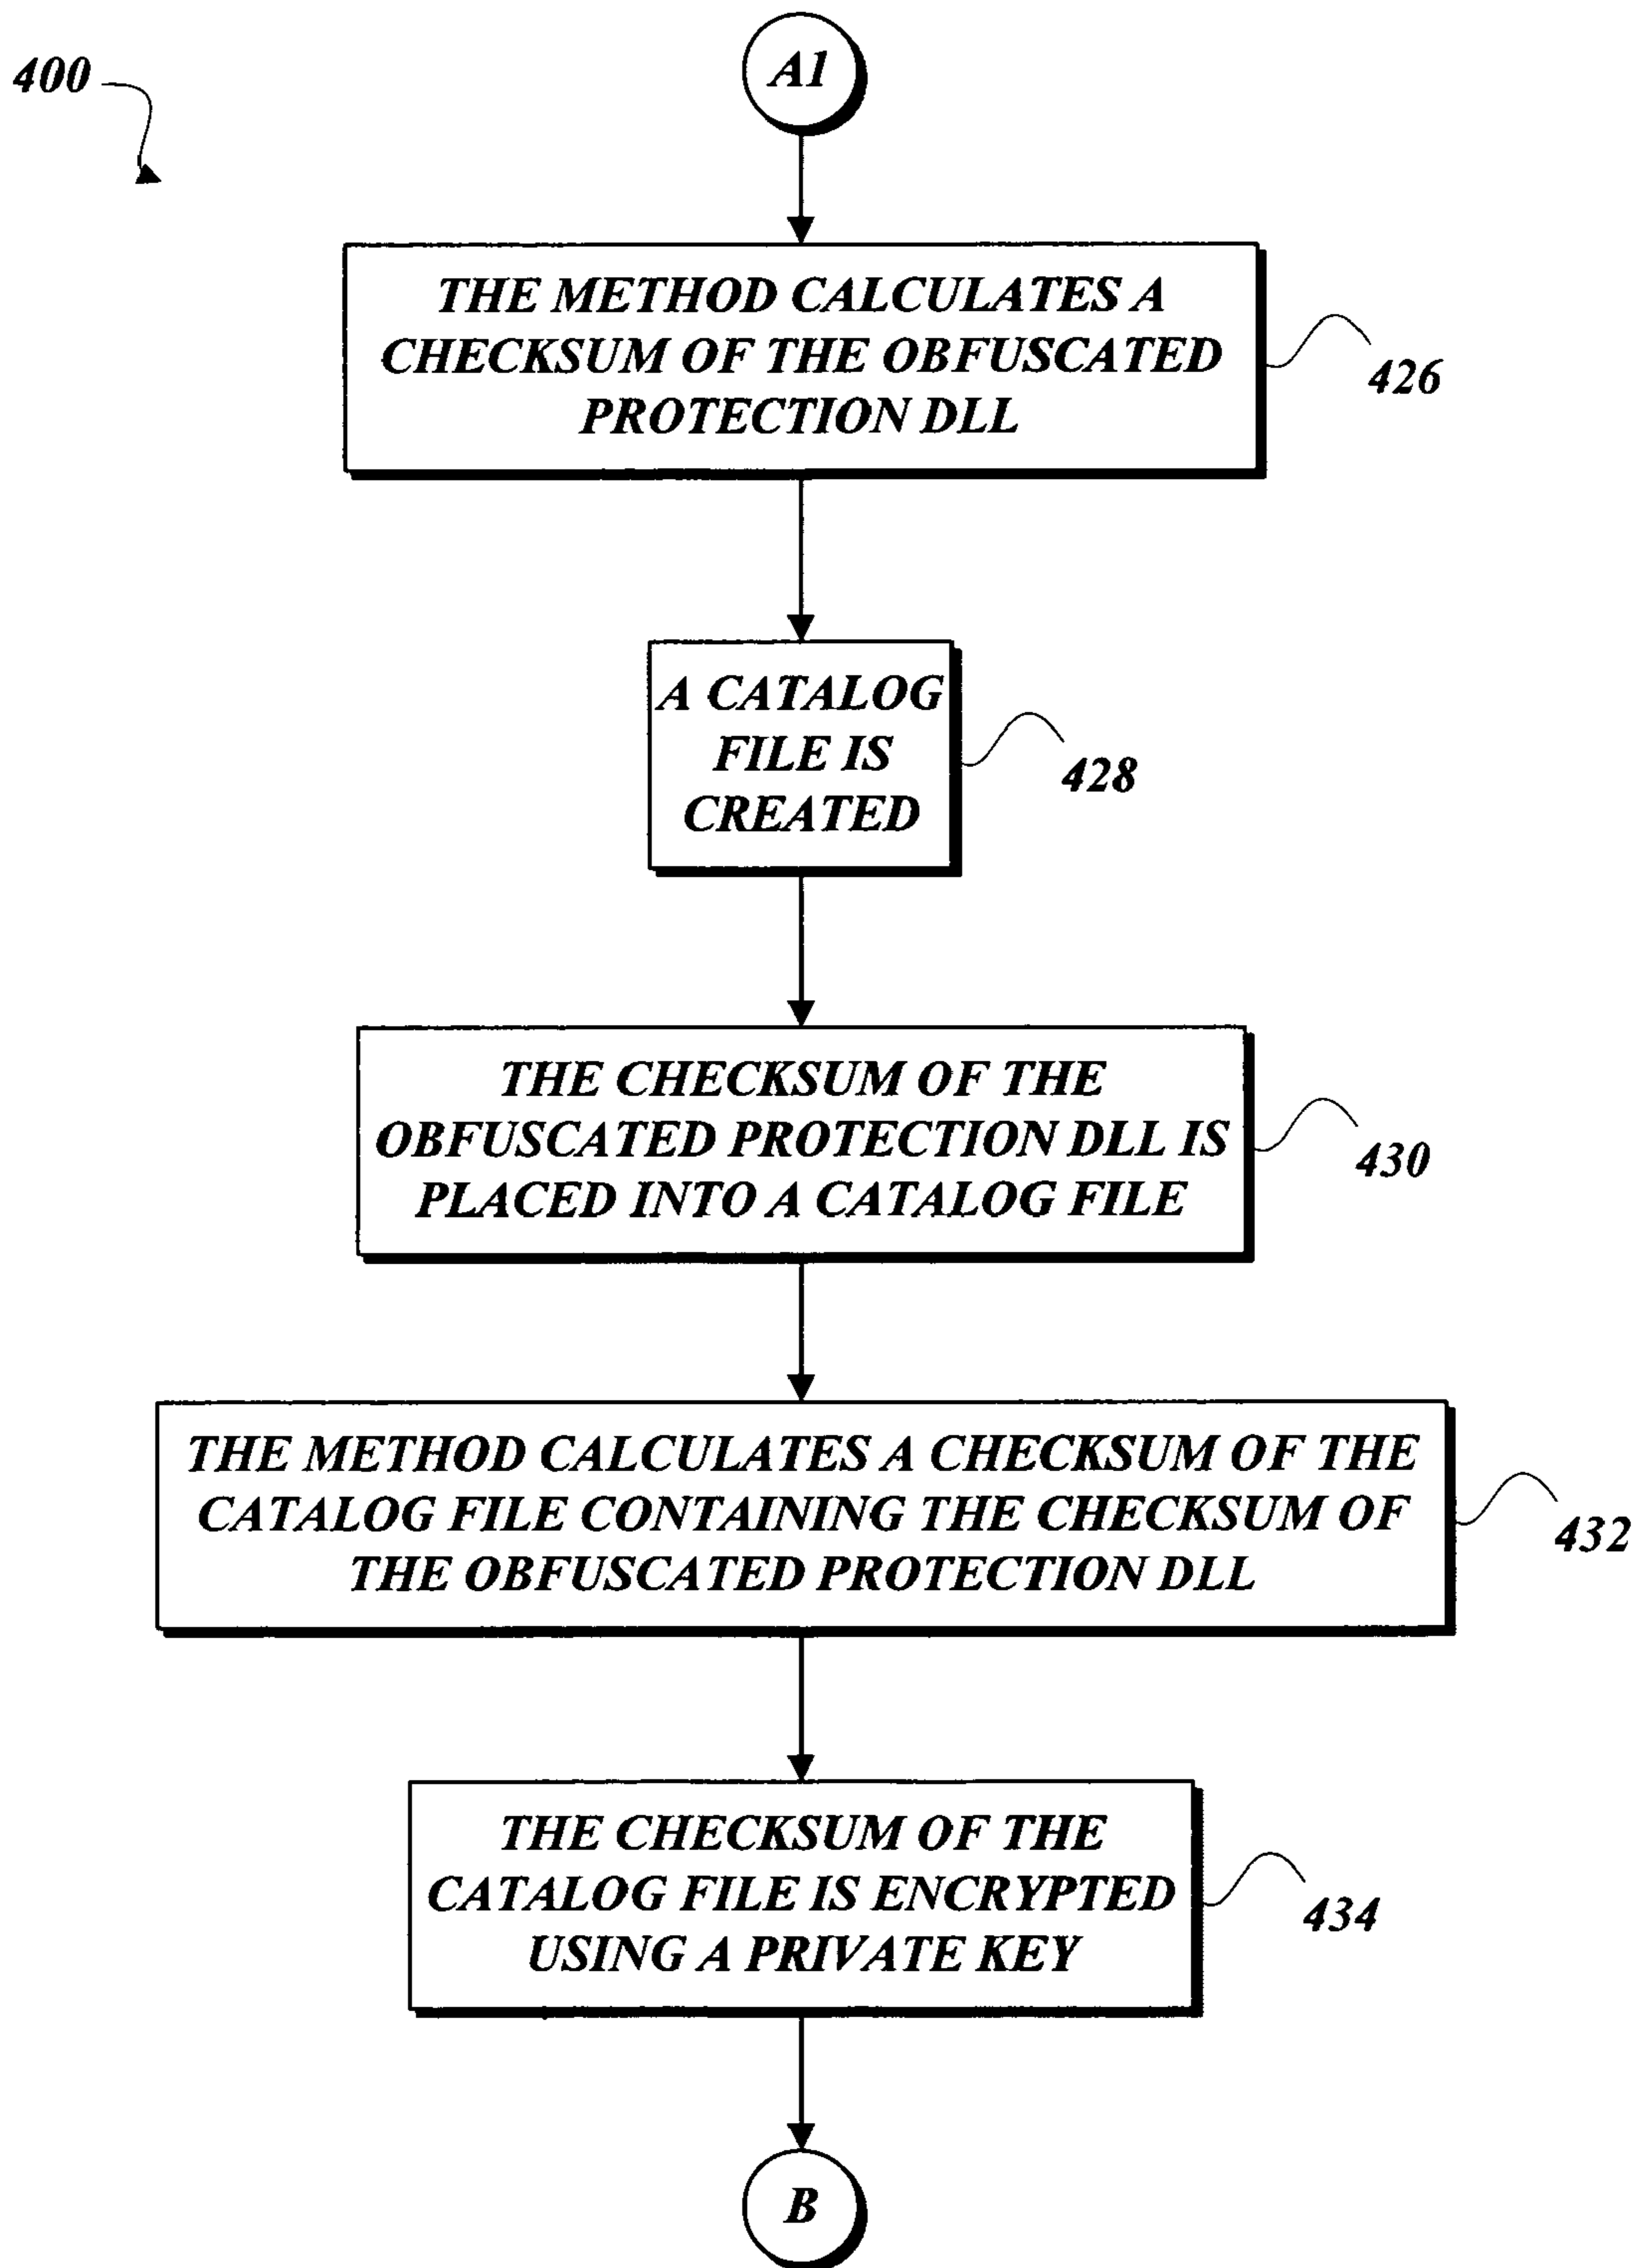 400
A1
THE METHOD CALCULATES A
CHECKSUM OF THE OBFUSCATED
PROTECTION DLL
426
A CATALOG
FILE IS
CREATED
428
THE CHECKSUM OF THE
OBFUSCATED PROTECTION DLL IS
PLACED INTO A CATALOG FILE
430
THE METHOD CALCULATES A CHECKSUM OF THE
CATALOG FILE CONTAINING THE CHECKSUM OF
THE OBFUSCATED PROTECTION DLL
432
THE CHECKSUM OF THE
CATALOG FILE IS ENCRYPTED
USING A PRIVATE KEY
434
B